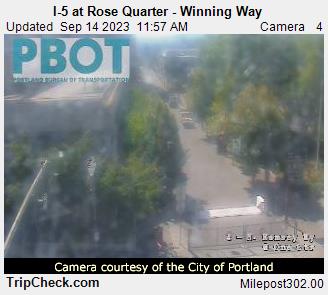 I-5 at Rose Quarter - Winning Way
Updated Sep 14 2023 11:57 AM Camera 4
PBOT
PORTLAND BUREAU OF TRANSPORTATION
Camera courtesy of the City of Portland
TripCheck.com Milepost302.00